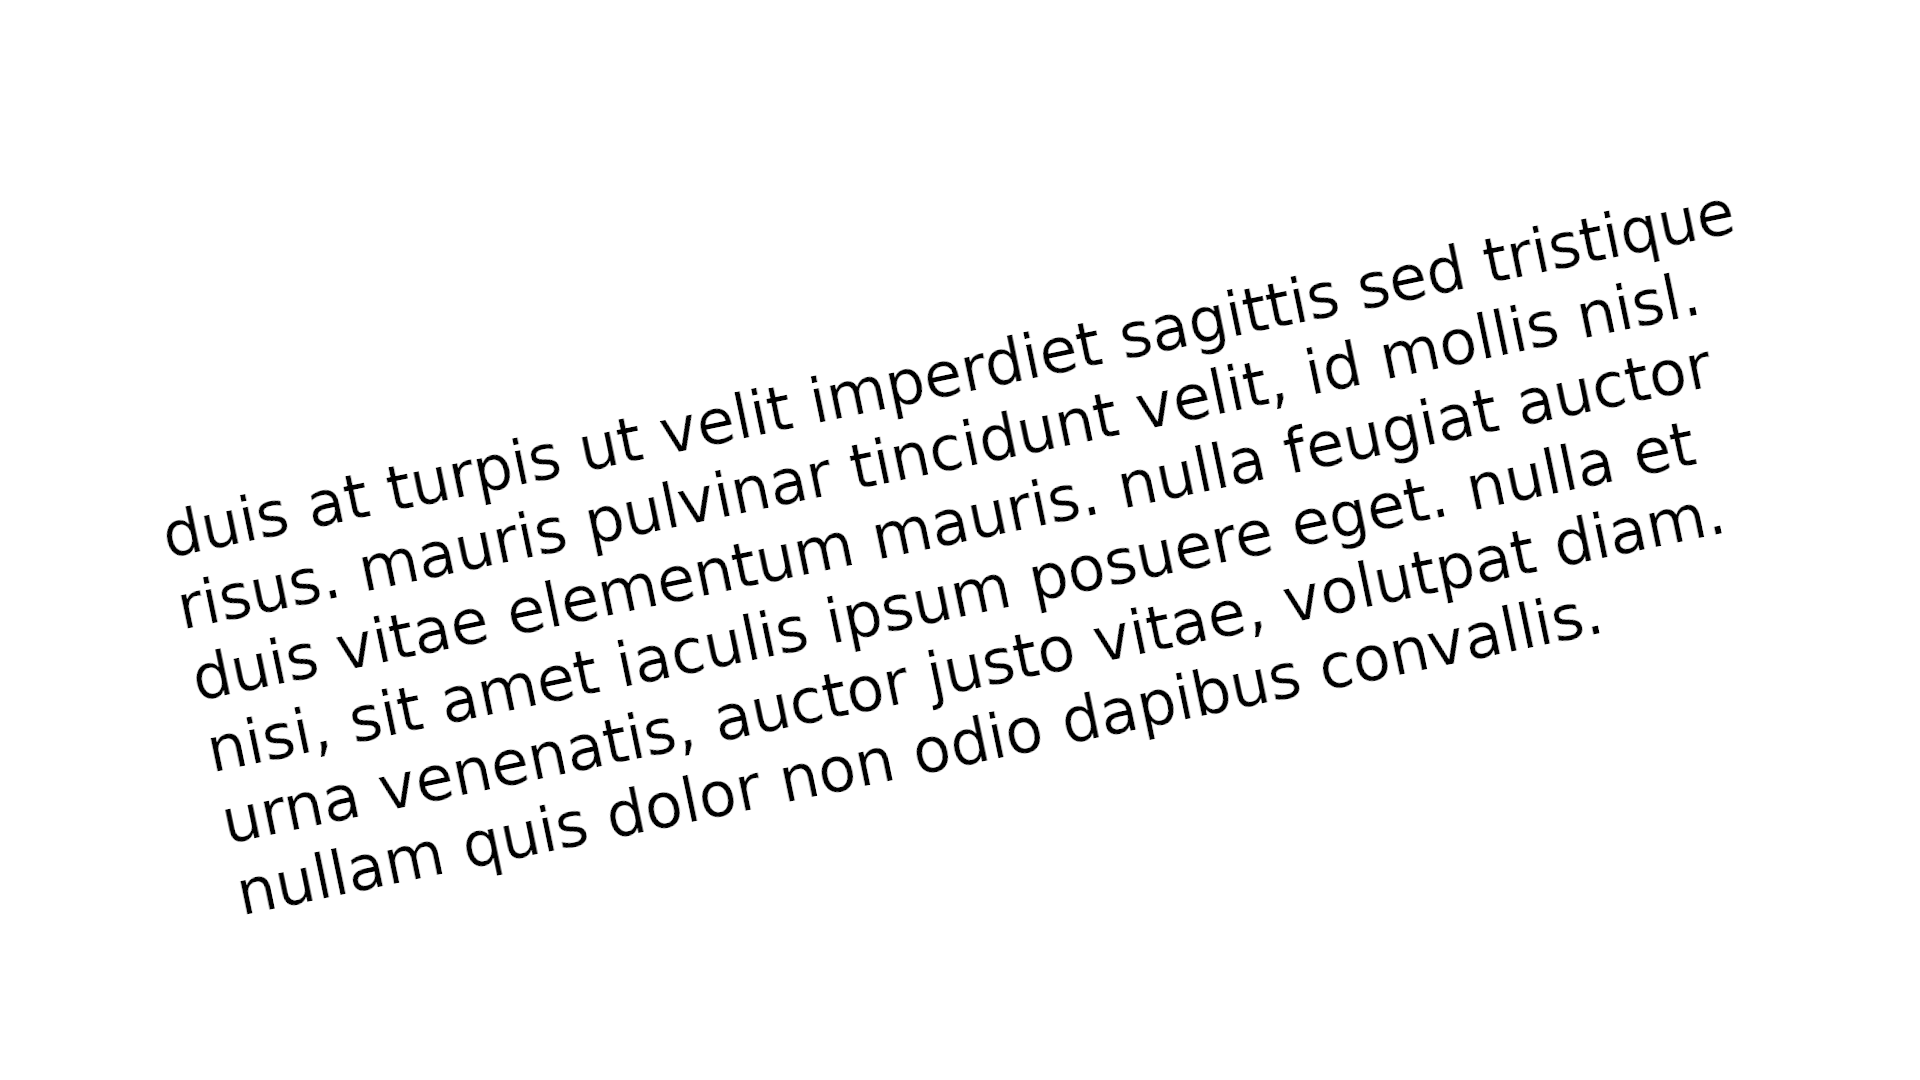 duis at turpis ut velit imperdiet sagittis sed tristique
risus. mauris pulvinar tincidunt velit, id mollis nisl.
duis vitae elementum mauris. nulla feugiat auctor
nisi, sit amet iaculis ipsum posuere eget. nulla et
urna venenatis, auctor justo vitae, volutpat diam.
nullam quis dolor non odio dapibus convallis.